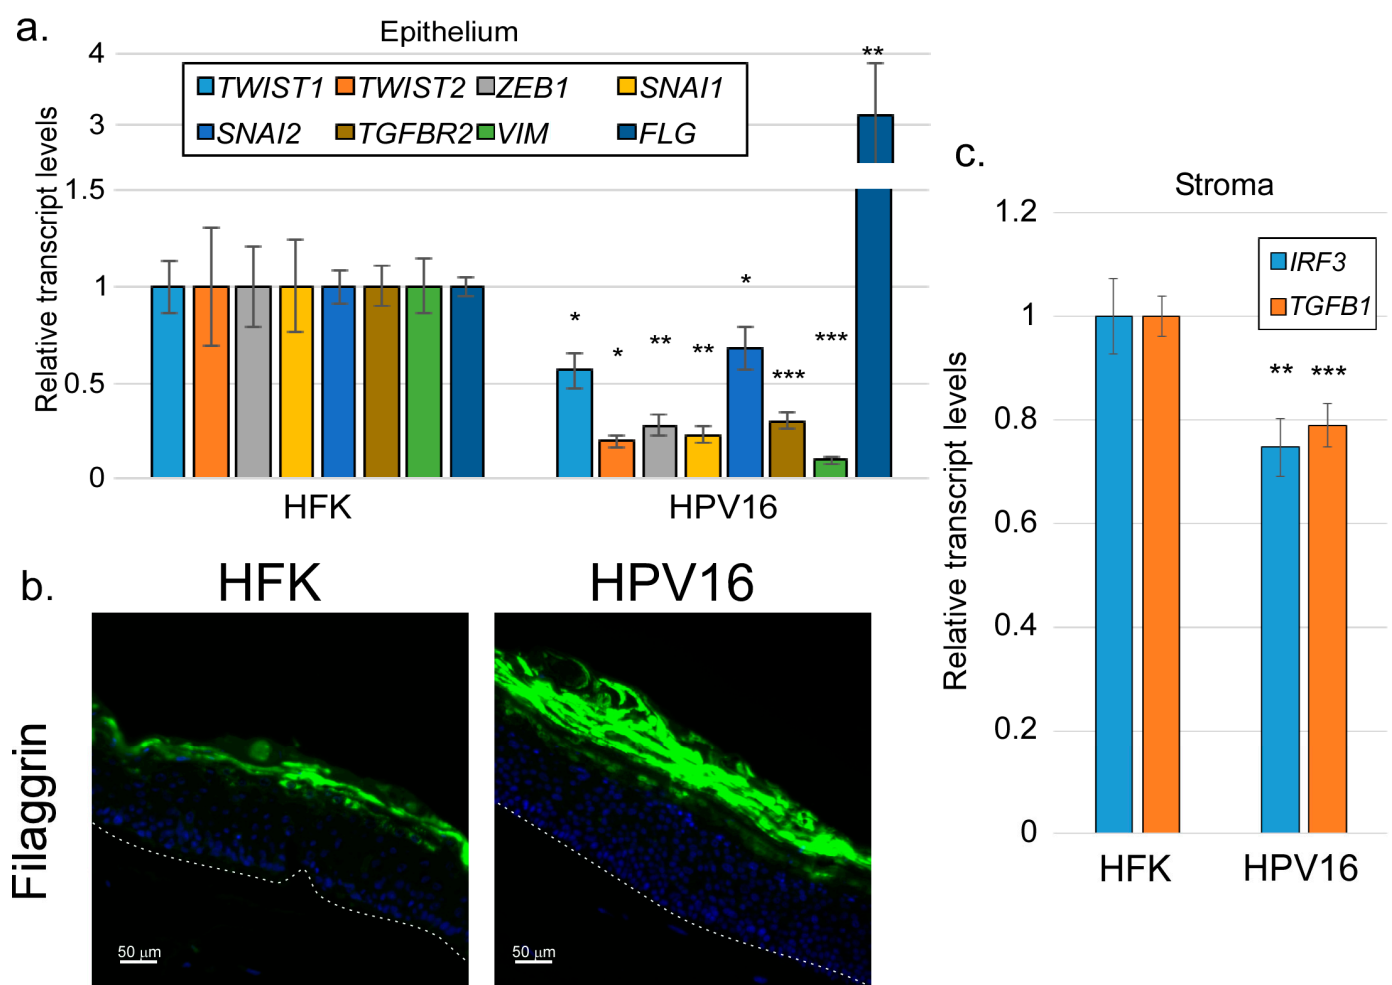 a.
Epithelium
Relative transcript levels
4
3
1.5
1
0.5
0
TWIST1 TWIST2 ZEB1 SNAI1
SNAI2 TGFBR2 VIM FLG
* * ** ** * *** *** **
HFK HPV16
b.
HFK HPV16
Filaggrin
50 µm 50 µm
c.
Stroma
Relative transcript levels
1.2
1
0.8
0.6
0.4
0.2
0
IRF3
TGFB1
** ***
HFK HPV16